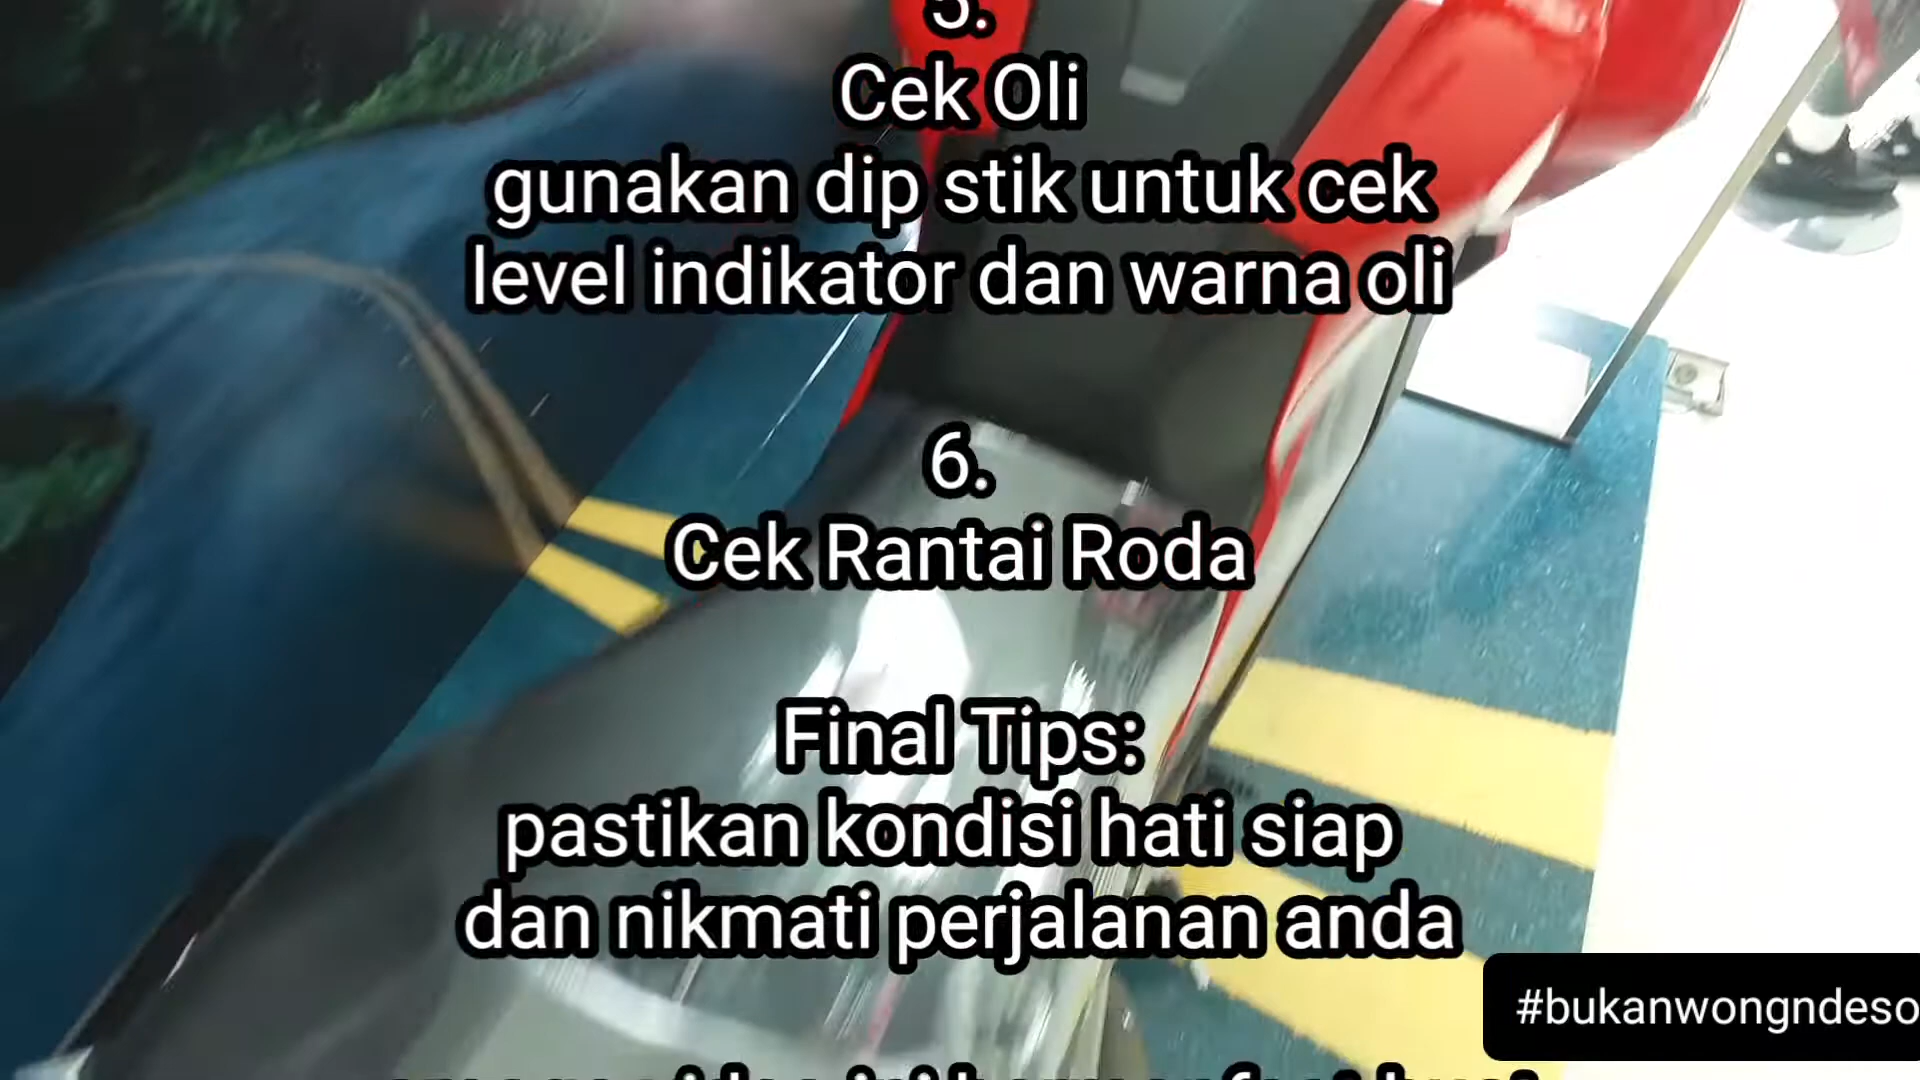 5.
Cek Oli
gunakan dip stik untuk cek
level indikator dan warna oli
6.
Cek Rantai Roda
Final Tips:
pastikan kondisi hati siap
dan nikmati perjalanan anda
#bukanwongndeso